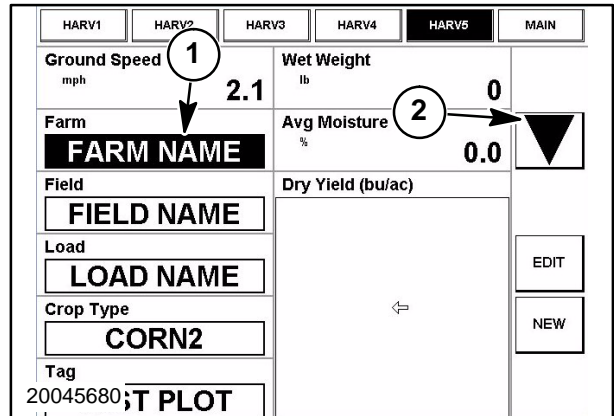 HARV1 HARV2 HARV3 HARV4 HARV5 MAIN
Ground Speed
mph
2.1
Wet Weight
lb
0
1
2
Farm
FARM NAME
Avg Moisture
%
0.0
Field
FIELD NAME
Dry Yield (bu/ac)
Load
LOAD NAME
EDIT
Crop Type
CORN2
NEW
Tag
ST PLOT
20045680